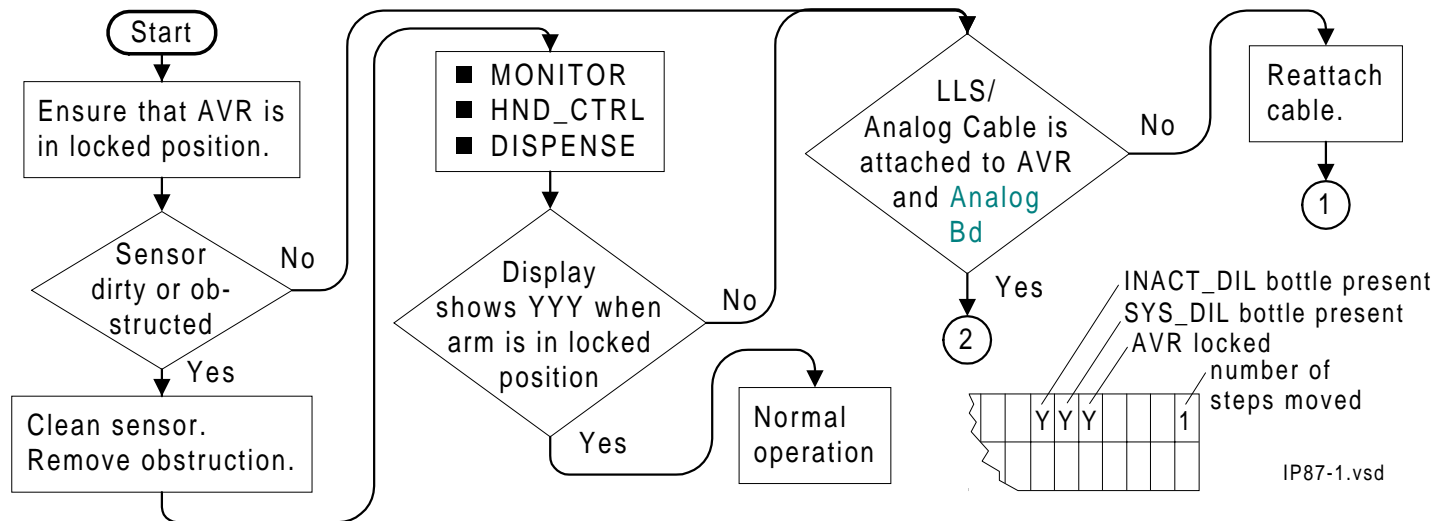 Start
Ensure that AVR is
in locked position.
Sensor
dirty or ob-
structed
No
Yes
Clean sensor.
Remove obstruction.
■ MONITOR
■ HND_CTRL
■ DISPENSE
Display
shows YYY when
arm is in locked
position
No
Yes
Normal
operation
LLS/
Analog Cable is
attached to AVR
and Analog
Bd
No
Yes
2
Reattach
cable.
1
INACT_DIL bottle present
SYS_DIL bottle present
AVR locked
number of
steps moved
Y Y Y 1
IP87-1.vsd